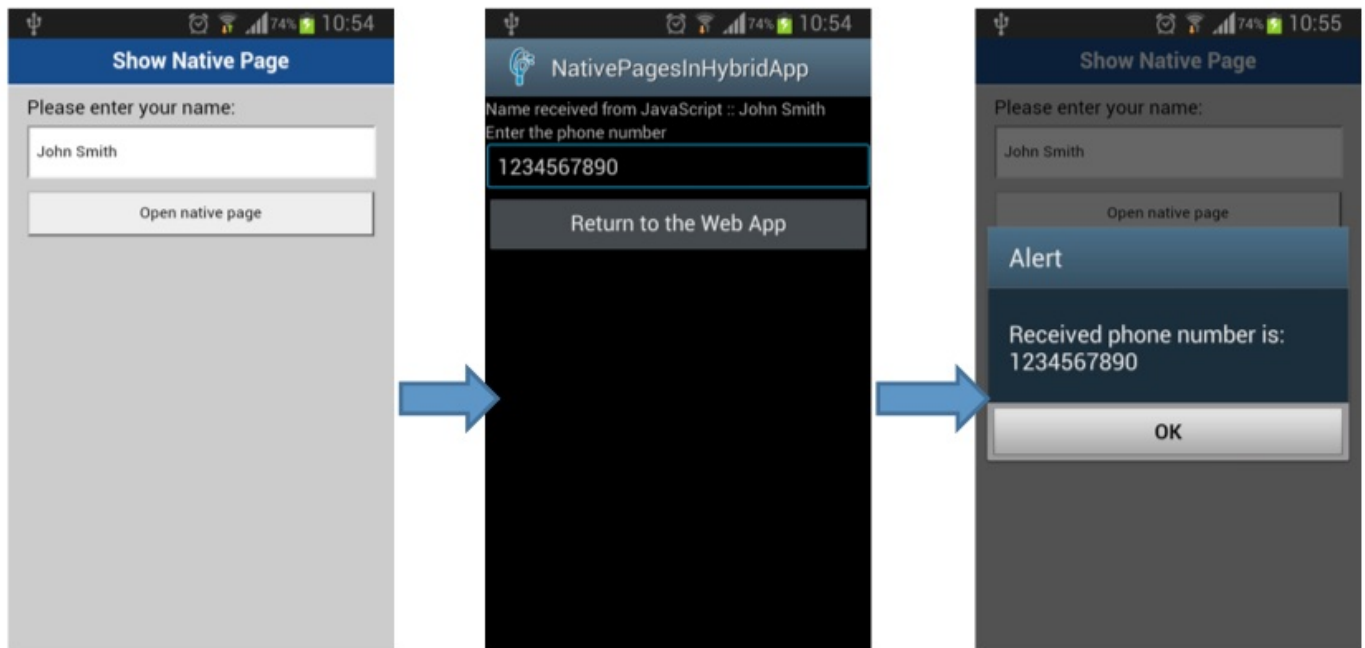 74% 10:54
Show Native Page
Please enter your name:
John Smith
Open native page
74% 10:54
NativePagesInHybridApp
Name received from JavaScript :: John Smith
Enter the phone number
1234567890
Return to the Web App
74% 10:55
Show Native Page
Please enter your name:
John Smith
Open native page
Alert
Received phone number is:
1234567890
OK